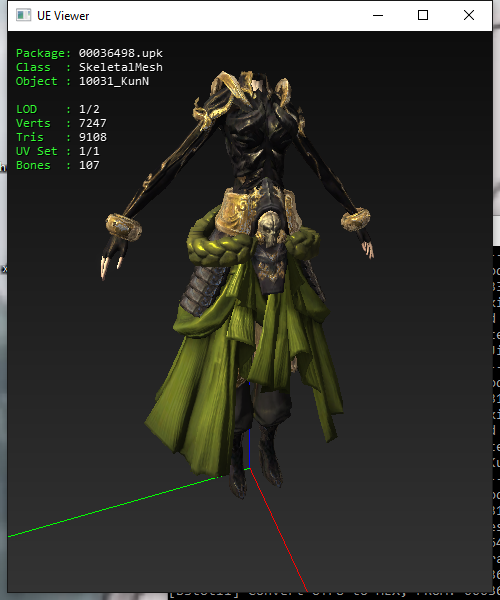 UE Viewer
Package: 00036498.upk
Class : SkeletalMesh
Object : 10031_KunN
LOD : 1/2
Verts : 7247
Tris : 9108
UV Set : 1/1
Bones : 107